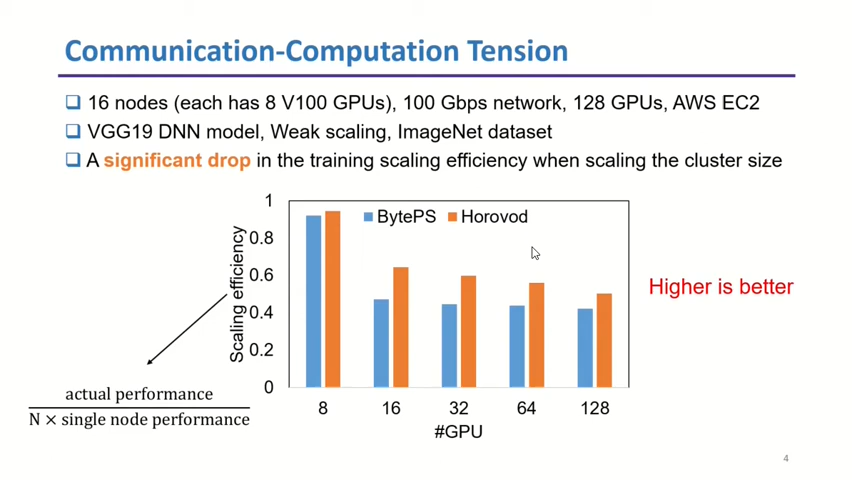 Communication-Computation Tension
16 nodes (each has 8 V100 GPUs), 100 Gbps network, 128 GPUs, AWS EC2
VGG19 DNN model, Weak scaling, ImageNet dataset
A significant drop in the training scaling efficiency when scaling the cluster size
1
0.8
0.6
0.4
0.2
0
Scaling efficiency
BytePS Horovod
8 16 32 64 128
#GPU
Higher is better
actual performance
N × single node performance
4